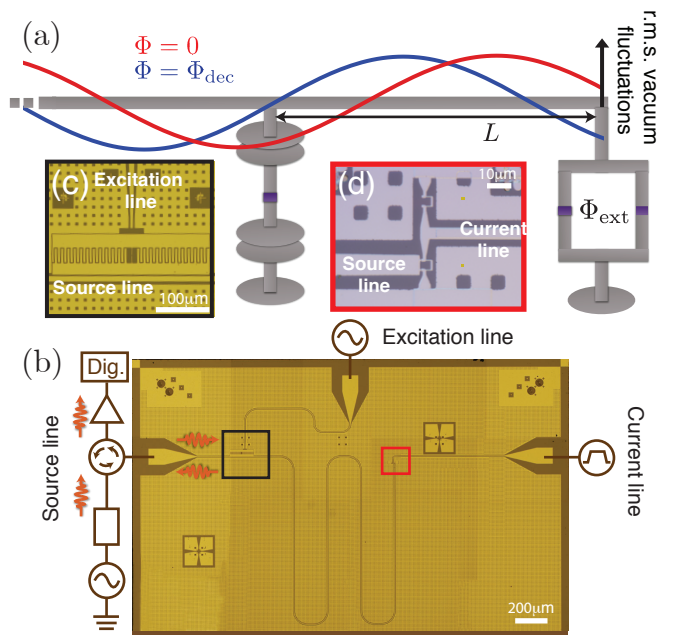 (a)
Φ = 0
Φ = Φdec
r.m.s. vacuum
fluctuations
L
(c)
Excitation
line
Source line
100μm
(d)
10μm
Current
line
Source
line
Φext
(b)
Excitation line
Dig.
Source line
Current line
200μm